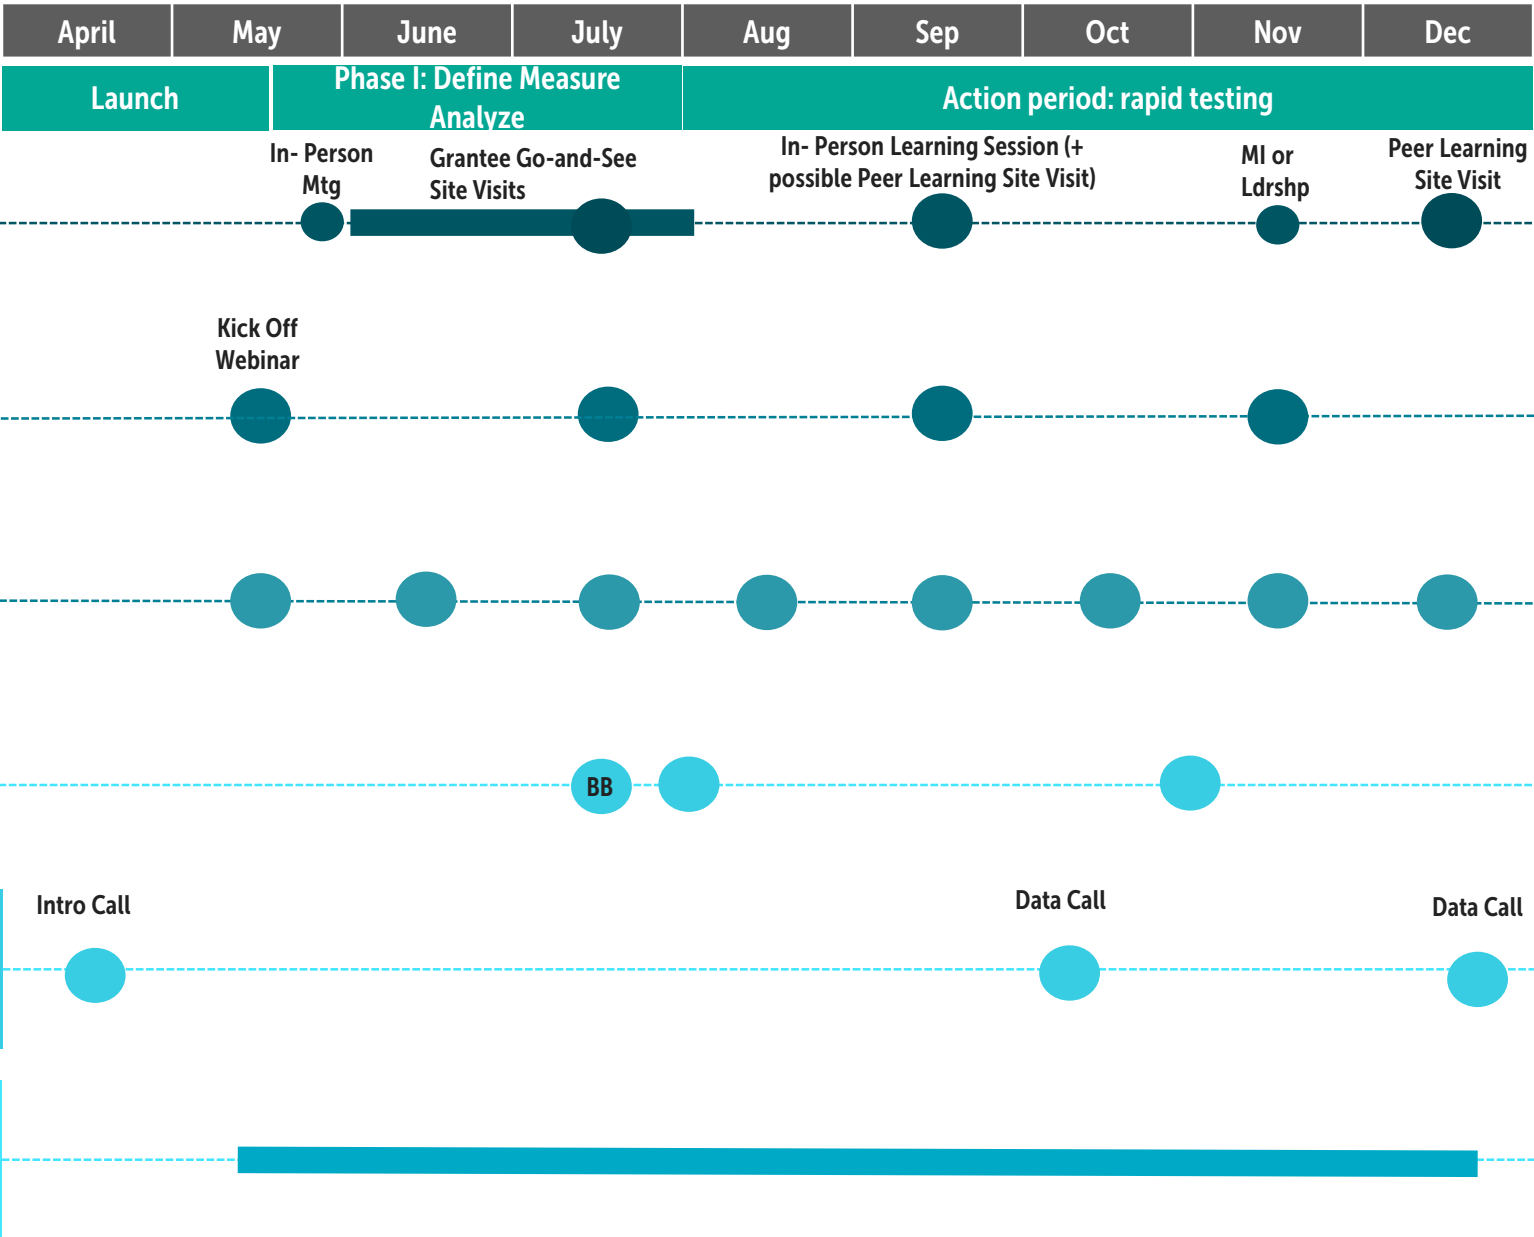 April May June July Aug Sep Oct Nov Dec
Launch
Phase I: Define Measure
Analyze
Action period: rapid testing
In- Person
Mtg
Grantee Go-and-See
Site Visits
In- Person Learning Session (+
possible Peer Learning Site Visit)
MI or
Ldrshp
Peer Learning
Site Visit
Kick Off
Webinar
BB
Intro Call
Data Call
Data Call